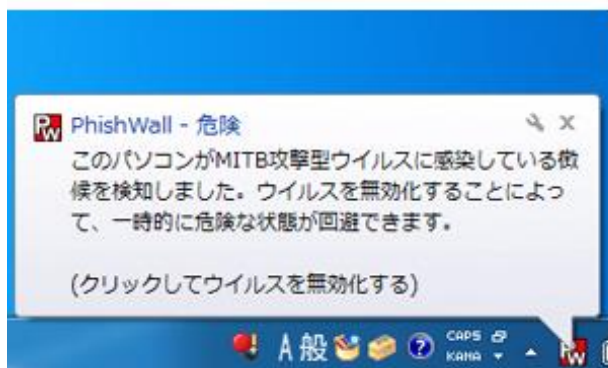 PW PhishWall - 危険
このパソコンがMITB攻撃型ウイルスに感染している徴
候を検知しました。ウイルスを無効化することによっ
て、一時的に危険な状態が回避できます。
(クリックしてウイルスを無効化する)
A 般 ? CAPS
KANA
PW